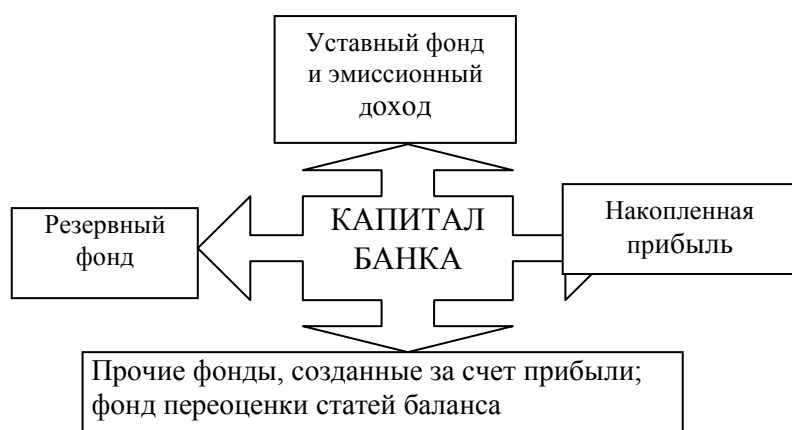 Уставный фонд
и эмиссионный
доход
Резервный
фонд
КАПИТАЛ
БАНКА
Накопленная
прибыль
Прочие фонды, созданные за счет прибыли;
фонд переоценки статей баланса